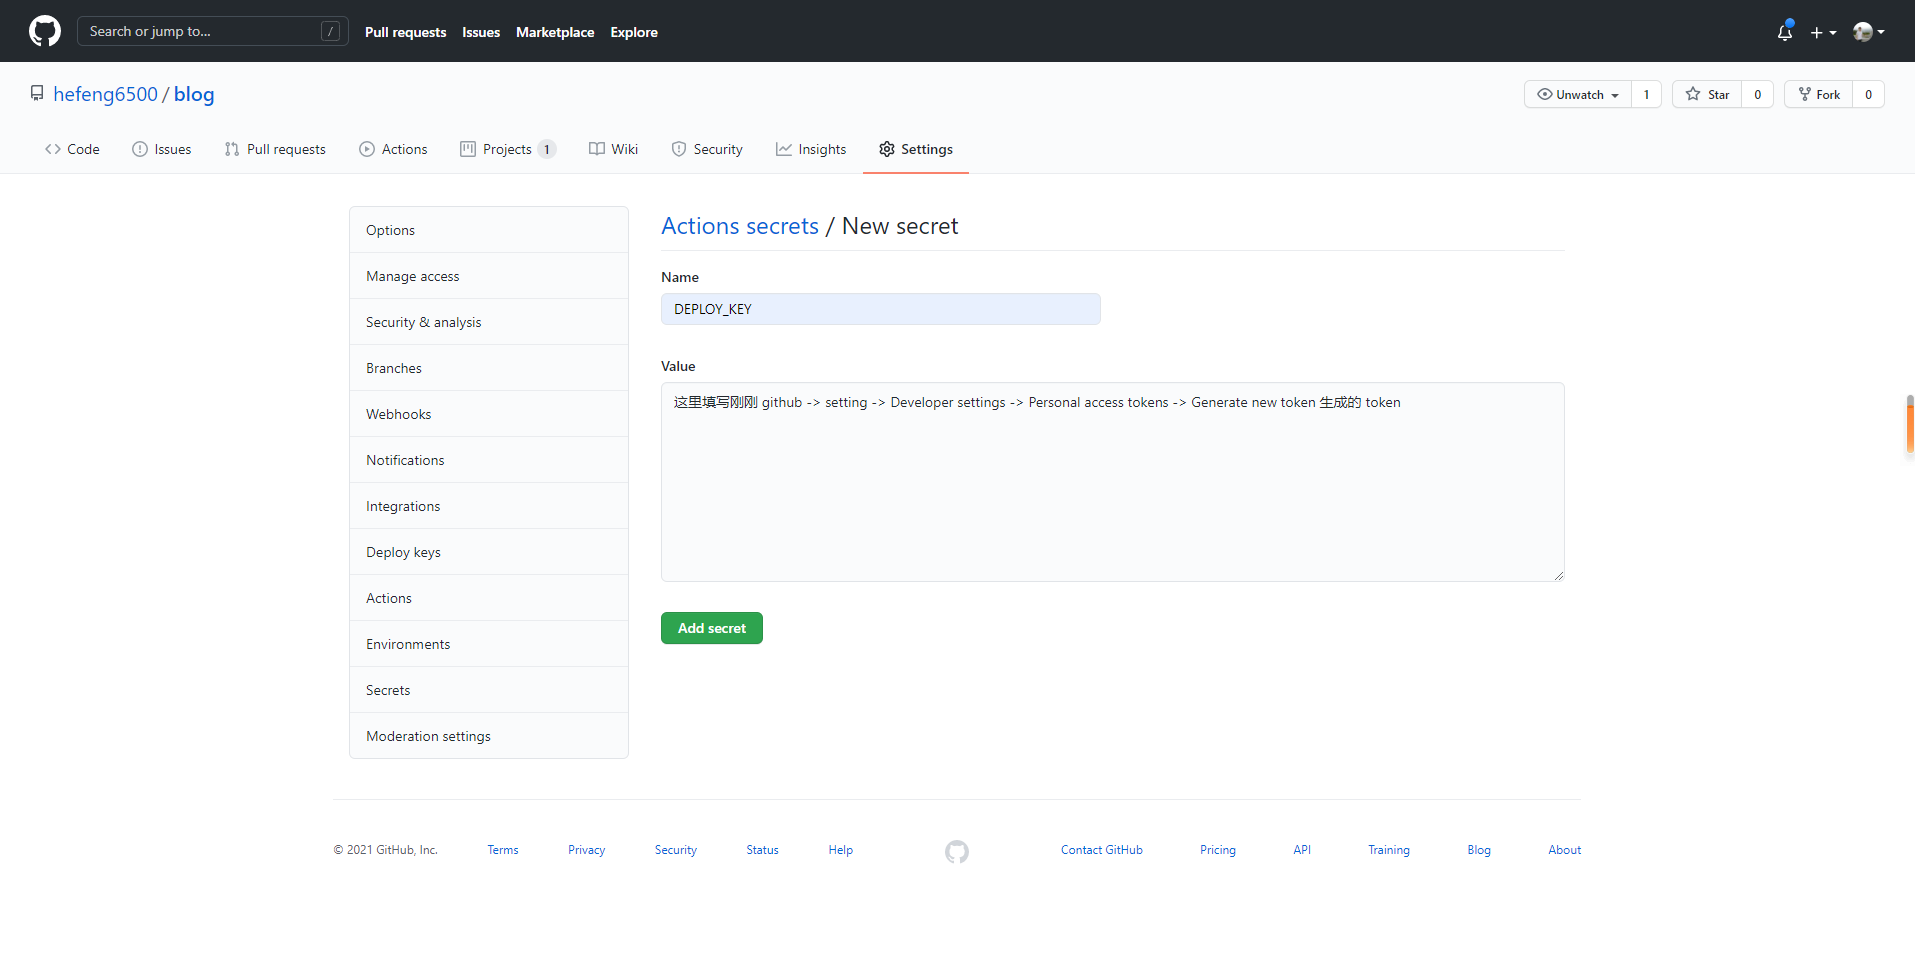 Search or jump to... /
Pull requests Issues Marketplace Explore
hefeng6500 / blog
Unwatch 1 Star 0 Fork 0
Code Issues Pull requests Actions Projects 1 Wiki Security Insights Settings
Options
Manage access
Security & analysis
Branches
Webhooks
Notifications
Integrations
Deploy keys
Actions
Environments
Secrets
Moderation settings
Actions secrets / New secret
Name
DEPLOY_KEY
Value
这里填写刚刚 github -> setting -> Developer settings -> Personal access tokens -> Generate new token 生成的 token
Add secret
© 2021 GitHub, Inc. Terms Privacy Security Status Help Contact GitHub Pricing API Training Blog About